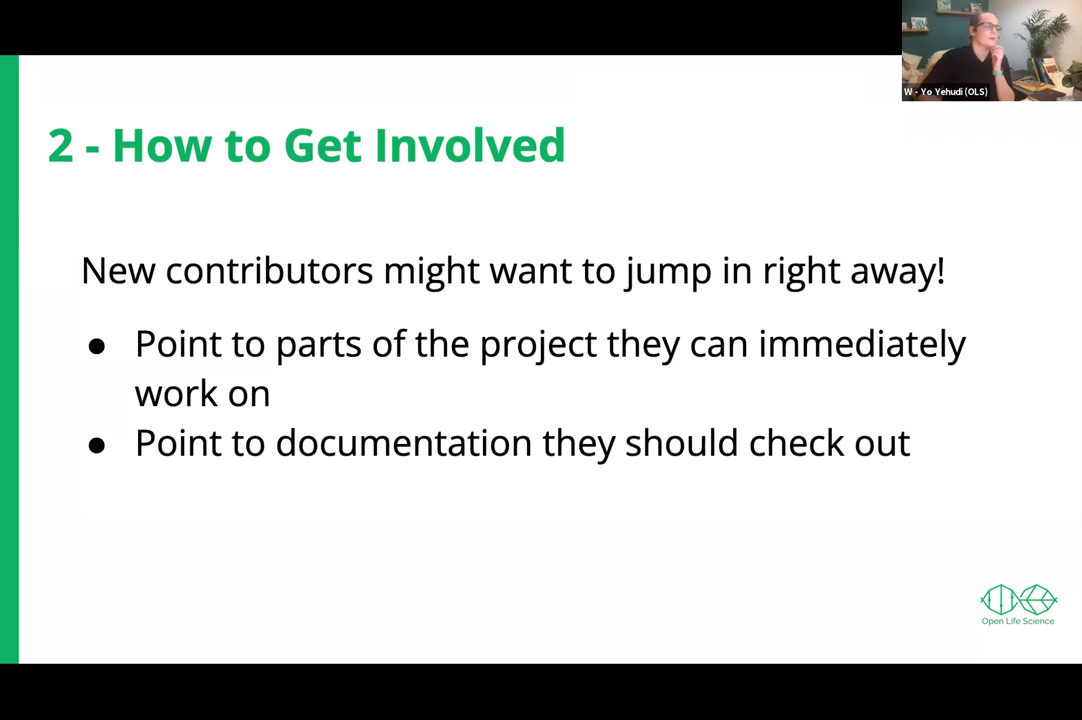 W - Yo Yehudi (OLS)
2 - How to Get Involved
New contributors might want to jump in right away!
● Point to parts of the project they can immediately
work on
● Point to documentation they should check out
Open Life Science